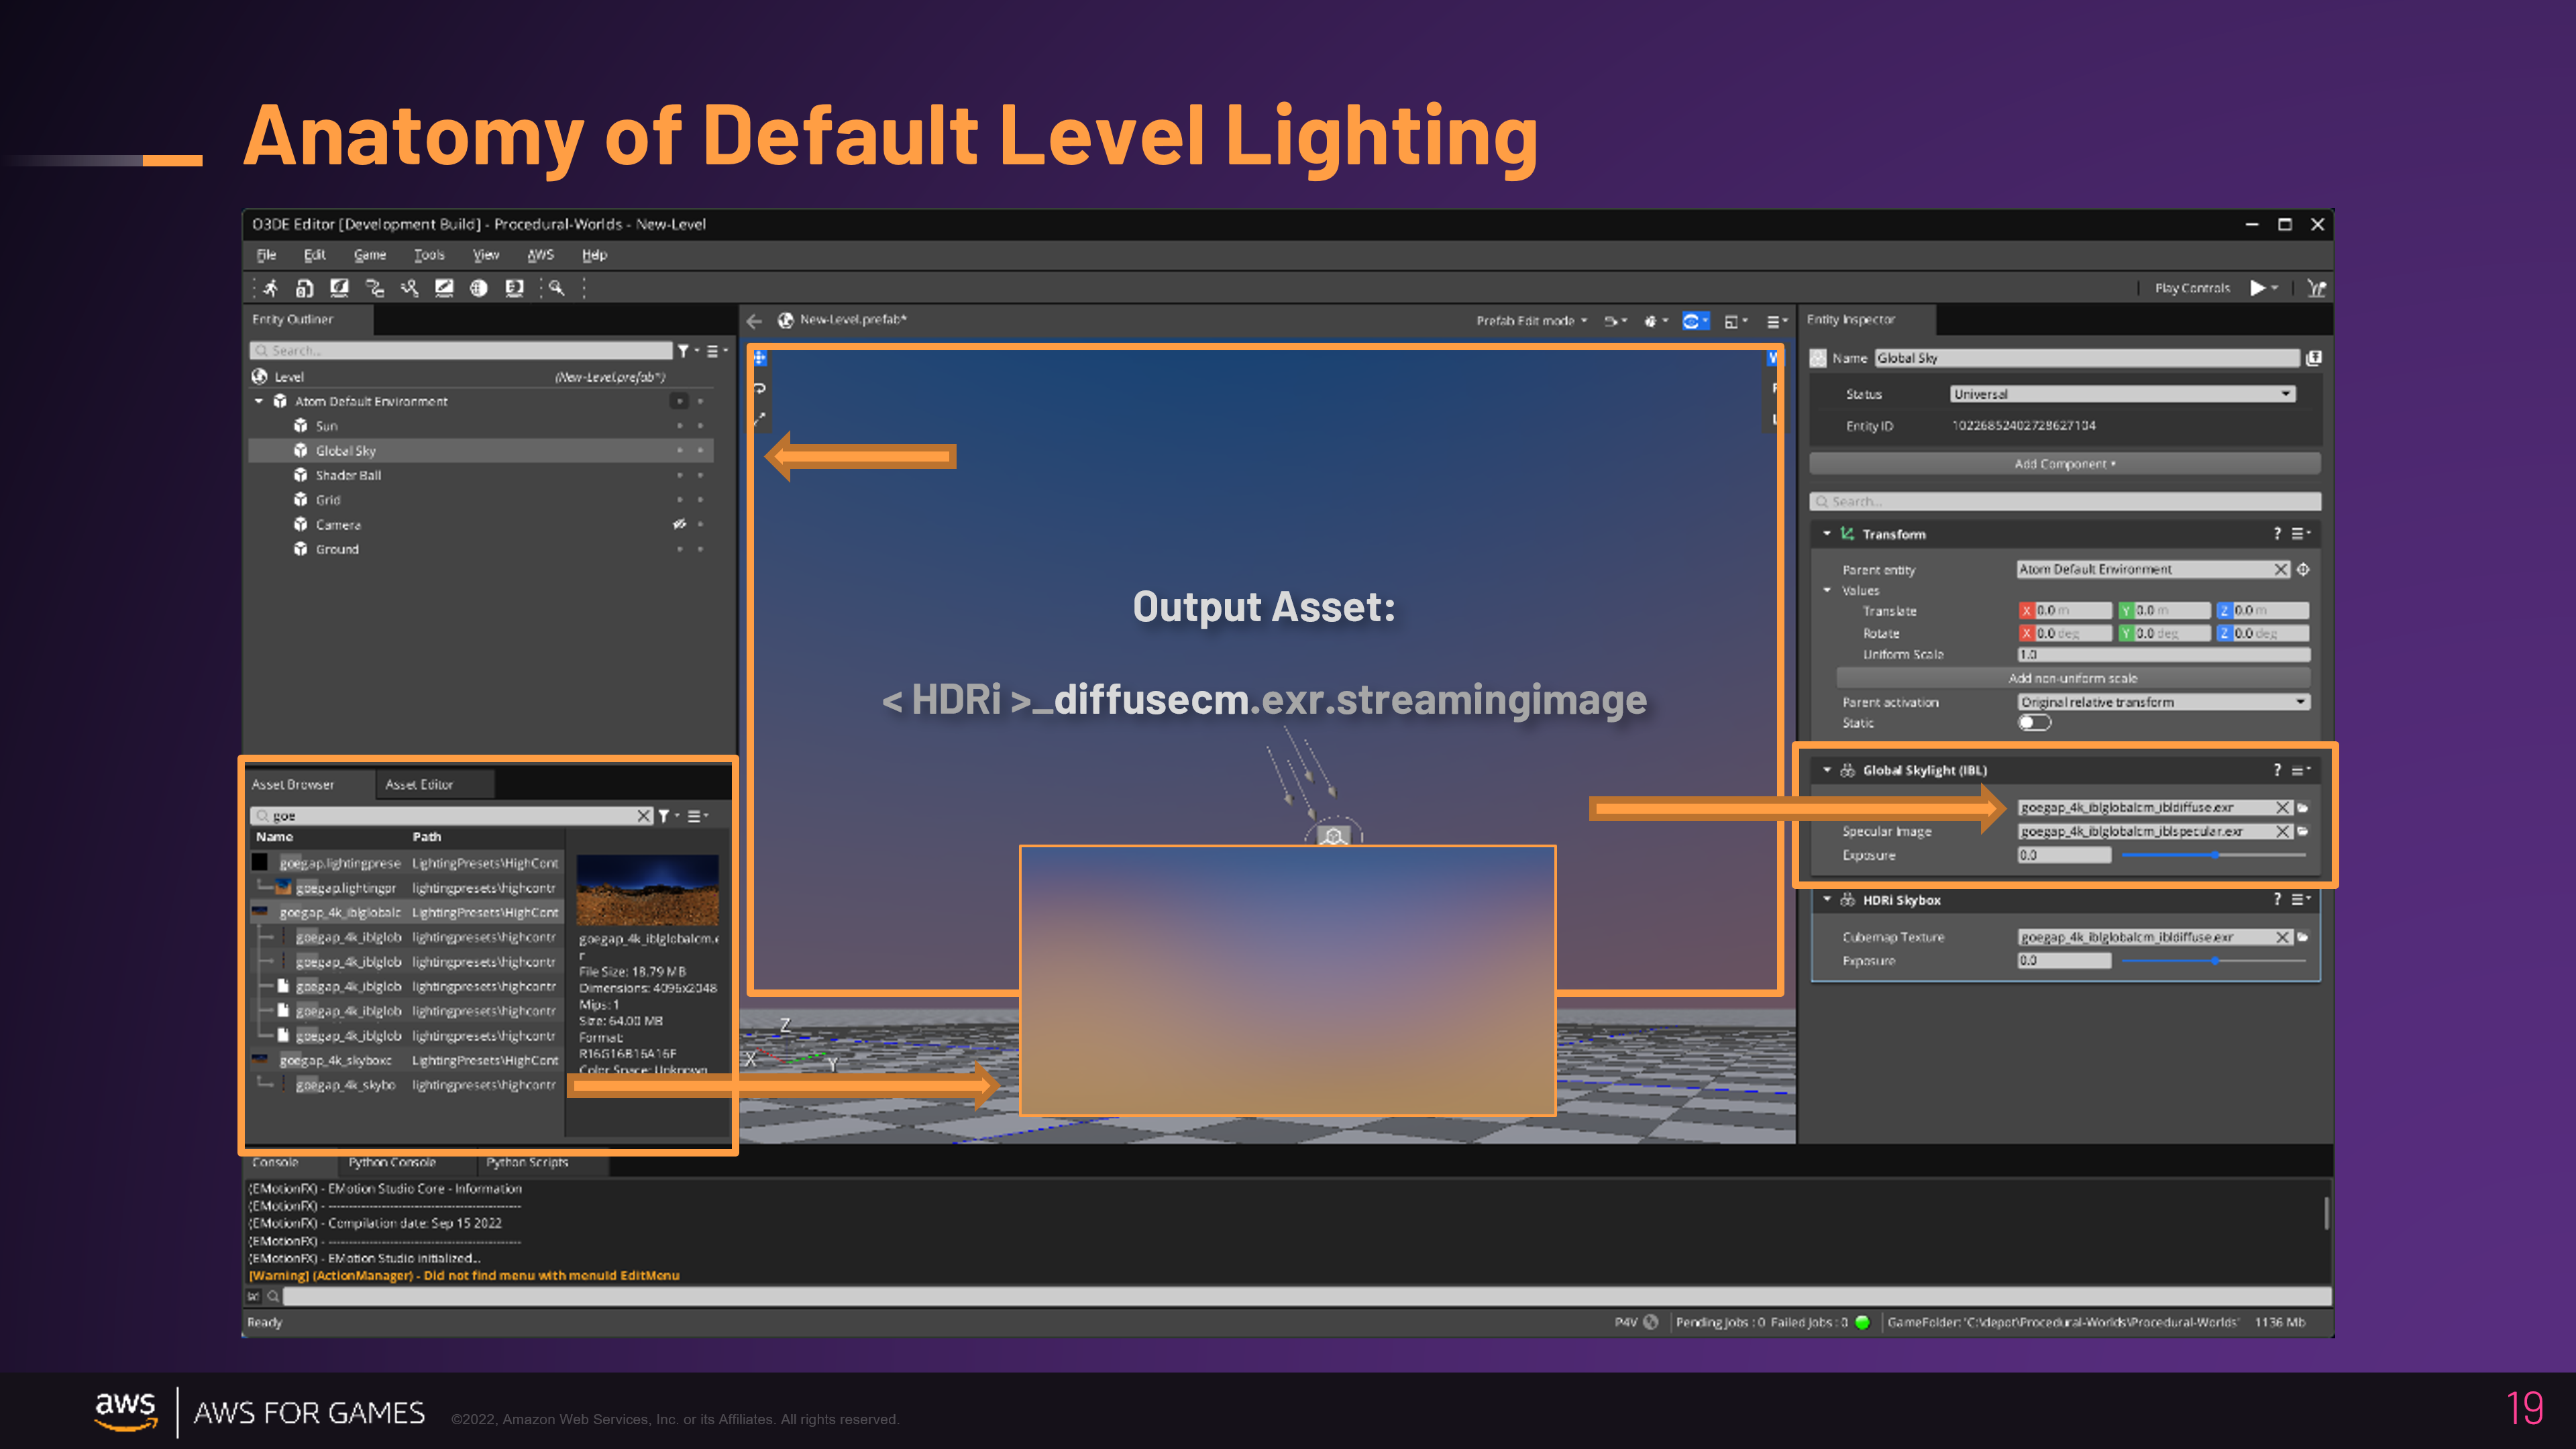 Anatomy of Default Level Lighting
O3DE Editor [Development Build] - Procedural-Worlds - New-Level
File Edit Game Tools View AWS Help
Play Controls
Entity Outliner
Search...
Level (New-Level.prefab*)
Atom Default Environment
Sun
Global Sky
Shader Ball
Grid
Camera
Ground
New-Level.prefab*
Prefab Edit mode
Output Asset:
< HDRi >_diffusecm.exr.streamingimage
Z
X
Y
Entity Inspector
Name Global Sky
Status Universal
Entity ID 10226852402728627104
Add Component
Search...
Transform ?
Parent entity Atom Default Environment
Values
Translate X 0.0 m Y 0.0 m Z 0.0 m
Rotate X 0.0 deg Y 0.0 deg Z 0.0 deg
Uniform Scale 1.0
Add non-uniform scale
Parent activation Original relative transform
Static
Global Skylight (IBL) ?
goegap_4k_iblglobalcm_ibldiffuse.exr
Specular Image goegap_4k_iblglobalcm_iblspecular.exr
Exposure 0.0
HDRi Skybox ?
Cubemap Texture goegap_4k_iblglobalcm_ibldiffuse.exr
Exposure 0.0
Asset Browser Asset Editor
goe
Name Path
goegap.lightingprese LightingPresets\HighCont
goegap.lightingpr lightingpresets\highcontr
goegap_4k_iblglobalc LightingPresets\HighCont
goegap_4k_iblglob lightingpresets\highcontr
goegap_4k_iblglob lightingpresets\highcontr
goegap_4k_iblglob lightingpresets\highcontr
goegap_4k_iblglob lightingpresets\highcontr
goegap_4k_iblglob lightingpresets\highcontr
goegap_4k_skyboxc LightingPresets\HighCont
goegap_4k_skybo lightingpresets\highcontr
goegap_4k_iblglobalcm.e
r
File Size: 18.79 MB
Dimensions: 4096x2048
Mips: 1
Size: 64.00 MB
Format:
R16G16B16A16F
Color Space: Unknown
Console Python Console Python Scripts
(EMotionFX) - EMotion Studio Core - Information
(EMotionFX) - -----------------------------------------------
(EMotionFX) - Compilation date: Sep 15 2022
(EMotionFX) - -----------------------------------------------
(EMotionFX) - EMotion Studio initialized...
[Warning] (ActionManager) - Did not find menu with menuId EditMenu
Ready
P4V Pending Jobs : 0 Failed Jobs : 0 GameFolder: 'C:\depot\Procedural-Worlds\Procedural-Worlds' 1136 Mb
aws AWS FOR GAMES ©2022, Amazon Web Services, Inc. or its Affiliates. All rights reserved.
19